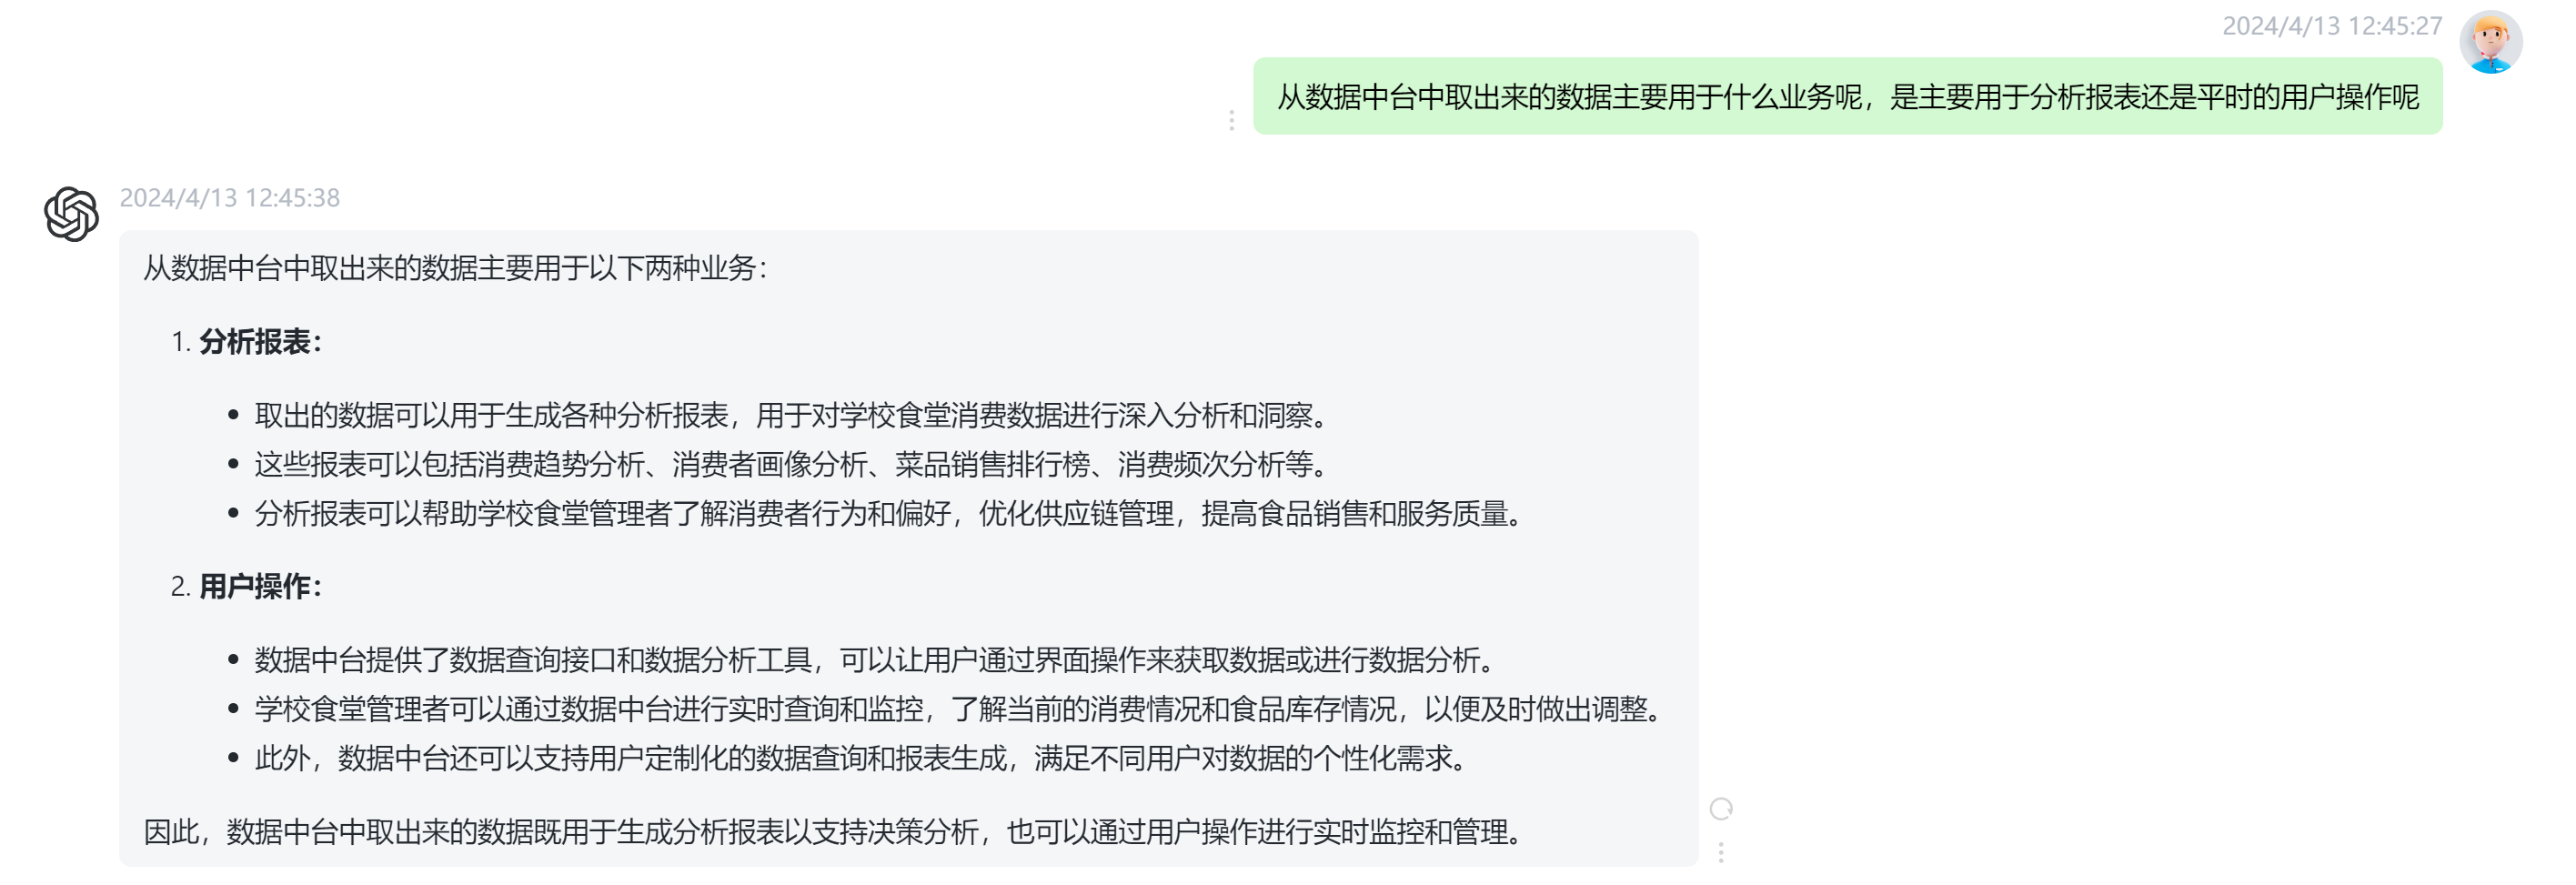 2024/4/13 12:45:27
从数据中台中取出来的数据主要用于什么业务呢，是主要用于分析报表还是平时的用户操作呢
2024/4/13 12:45:38
从数据中台中取出来的数据主要用于以下两种业务：
1. 分析报表：
• 取出的数据可以用于生成各种分析报表，用于对学校食堂消费数据进行深入分析和洞察。
• 这些报表可以包括消费趋势分析、消费者画像分析、菜品销售排行榜、消费频次分析等。
• 分析报表可以帮助学校食堂管理者了解消费者行为和偏好，优化供应链管理，提高食品销售和服务质量。
2. 用户操作：
• 数据中台提供了数据查询接口和数据分析工具，可以让用户通过界面操作来获取数据或进行数据分析。
• 学校食堂管理者可以通过数据中台进行实时查询和监控，了解当前的消费情况和食品库存情况，以便及时做出调整。
• 此外，数据中台还可以支持用户定制化的数据查询和报表生成，满足不同用户对数据的个性化需求。
因此，数据中台中取出来的数据既用于生成分析报表以支持决策分析，也可以通过用户操作进行实时监控和管理。